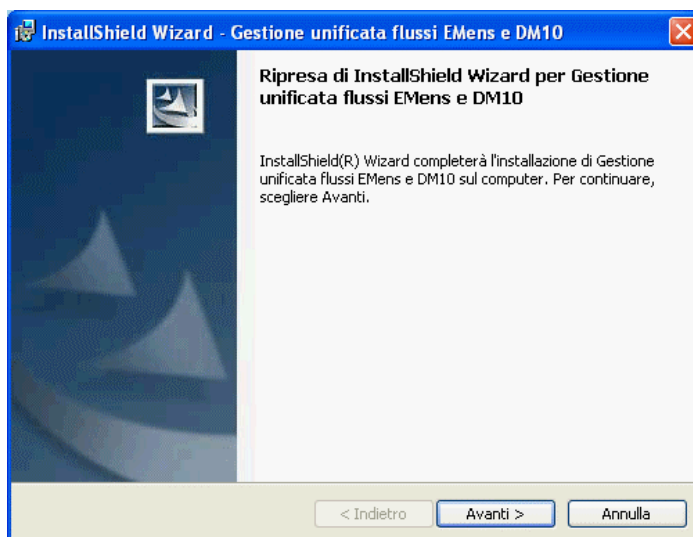 InstallShield Wizard - Gestione unificata flussi EMens e DM10
Ripresa di InstallShield Wizard per Gestione
unificata flussi EMens e DM10
InstallShield(R) Wizard completerà l'installazione di Gestione
unificata flussi EMens e DM10 sul computer. Per continuare,
scegliere Avanti.
< Indietro Avanti > Annulla